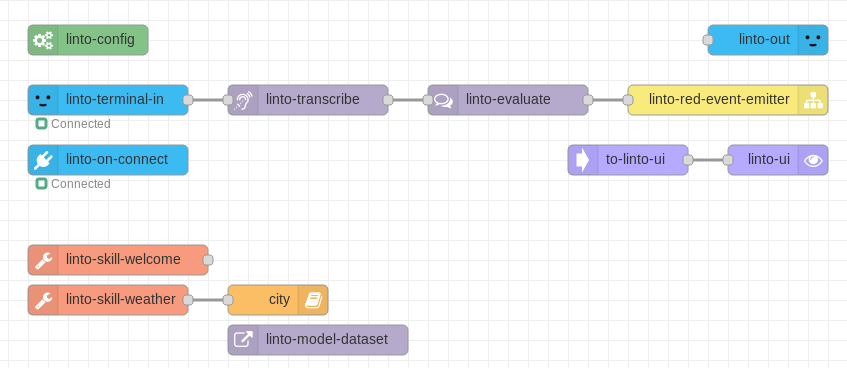 linto-config
linto-out
linto-terminal-in
linto-transcribe
linto-evaluate
linto-red-event-emitter
Connected
linto-on-connect
to-linto-ui
linto-ui
Connected
linto-skill-welcome
linto-skill-weather
city
linto-model-dataset